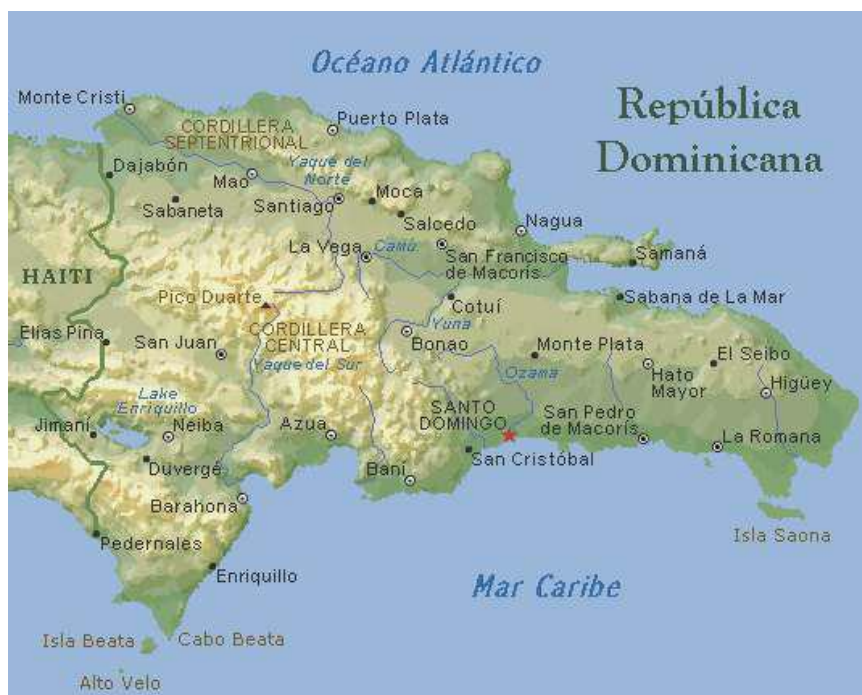 Océano Atlántico
República
Dominicana
Monte Cristi
Puerto Plata
CORDILLERA
SEPTENTRIONAL
Dajabón
Yaque del
Norte
Mao
Moca
Sabaneta
Santiago
Salcedo
Nagua
La Vega
Camú
San Francisco
de Macorís
Samaná
HAITI
Pico Duarte
Cotuí
Sabana de La Mar
Elias Pina
San Juan
CORDILLERA
CENTRAL
Yuna
Bonao
Monte Plata
El Seibo
Yaque del Sur
Ozama
Hato
Mayor
Higüey
Lake
Enriquillo
SANTO
DOMINGO
San Pedro
de Macorís
Jimaní
Neiba
Azua
La Romana
Duvergé
Baní
San Cristóbal
Barahona
Isla Saona
Pedernales
Enriquillo
Mar Caribe
Isla Beata
Cabo Beata
Alto Velo